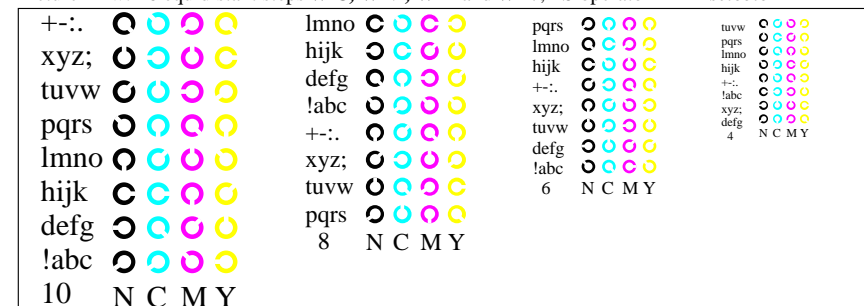 +-:.
xyz;
tuvw
pqrs
lmno
hijk
defg
!abc
10 N C M Y
lmno
hijk
defg
!abc
+-:.
xyz;
tuvw
pqrs
8 N C M Y
pqrs
lmno
hijk
+-:.
xyz;
tuvw
defg
!abc
6 N C M Y
tuvw
pqrs
lmno
hijk
+-:.
!abc
xyz;
defg
4 N C M Y